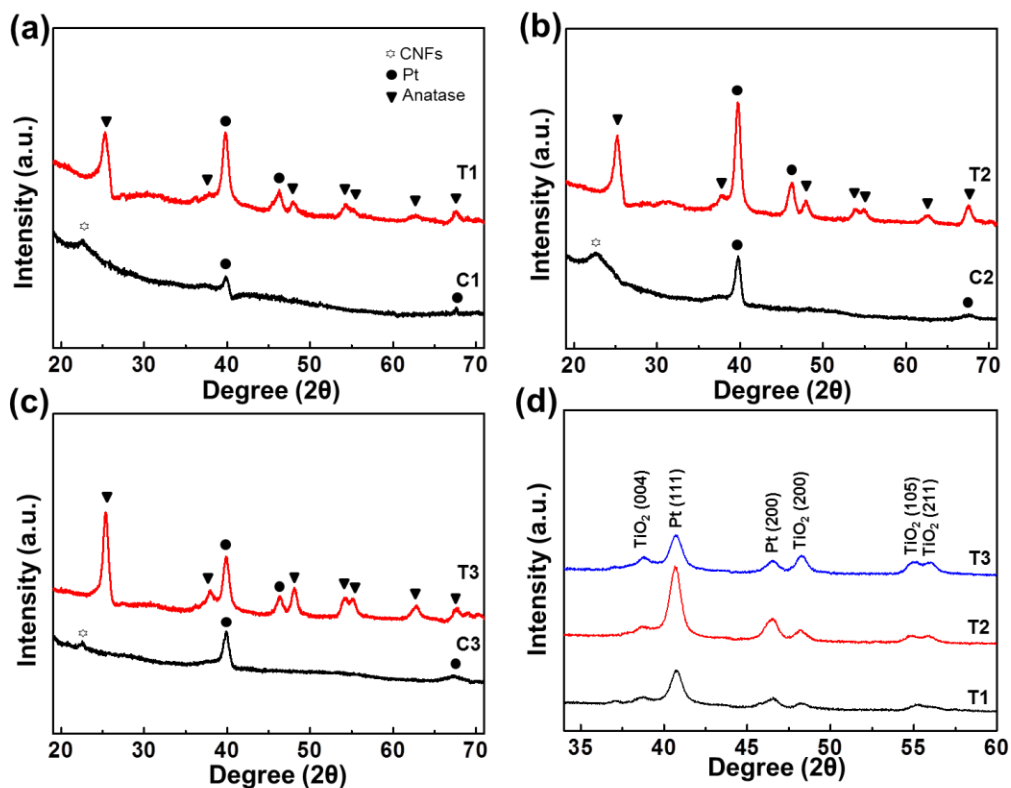 (a)
CNFs
Pt
Anatase
T1
C1
Intensity (a.u.)
20 30 40 50 60 70
Degree (2θ)
(b)
T2
C2
Intensity (a.u.)
20 30 40 50 60 70
Degree (2θ)
(c)
T3
C3
Intensity (a.u.)
20 30 40 50 60 70
Degree (2θ)
(d)
TiO₂ (004)
Pt (111)
Pt (200)
TiO₂ (200)
TiO₂ (105)
TiO₂ (211)
T3
T2
T1
Intensity (a.u.)
35 40 45 50 55 60
Degree (2θ)